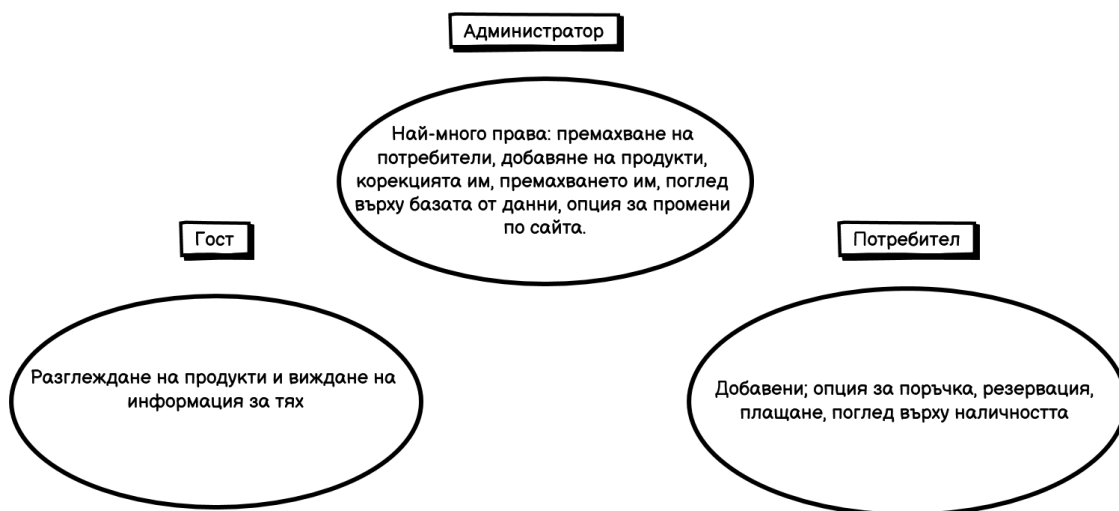 Администратор
Най-много права: премахване на
потребители, добавяне на продукти,
корекцията им, премахването им, поглед
върху базата от данни, опция за промени
по сайта.
Гост
Разглеждане на продукти и виждане на
информация за тях
Потребител
Добавени; опция за поръчка, резервация,
плащане, поглед върху наличността